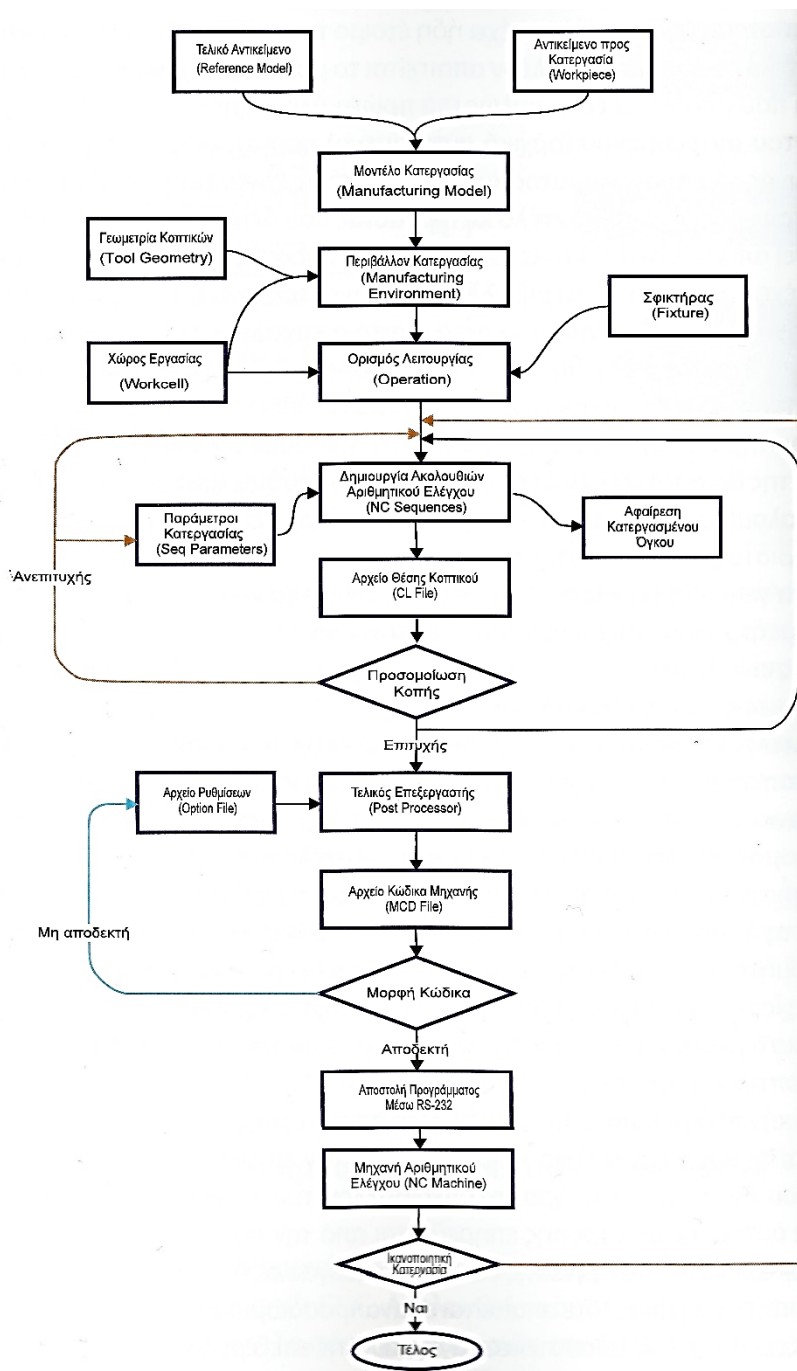 Τελικό Αντικείμενο
(Reference Model)
Αντικείμενο προς
Κατεργασία
(Workpiece)
Μοντέλο Κατεργασίας
(Manufacturing Model)
Γεωμετρία Κοπτικών
(Tool Geometry)
Περιβάλλον Κατεργασίας
(Manufacturing
Environment)
Σφικτήρας
(Fixture)
Χώρος Εργασίας
(Workcell)
Ορισμός Λειτουργίας
(Operation)
Δημιουργία Ακολουθιών
Αριθμητικού Ελέγχου
(NC Sequences)
Παράμετροι
Κατεργασίας
(Seq Parameters)
Αφαίρεση
Κατεργασμένου
Όγκου
Ανεπιτυχής
Αρχείο Θέσης Κοπτικού
(CL File)
Προσομοίωση
Κοπής
Επιτυχής
Αρχείο Ρυθμίσεων
(Option File)
Τελικός Επεξεργαστής
(Post Processor)
Αρχείο Κώδικα Μηχανής
(MCD File)
Μη αποδεκτή
Μορφή Κώδικα
Αποδεκτή
Αποστολή Προγράμματος
Μέσω RS-232
Μηχανή Αριθμητικού
Ελέγχου (NC Machine)
Ικανοποιητική
Κατεργασία
Ναι
Τέλος